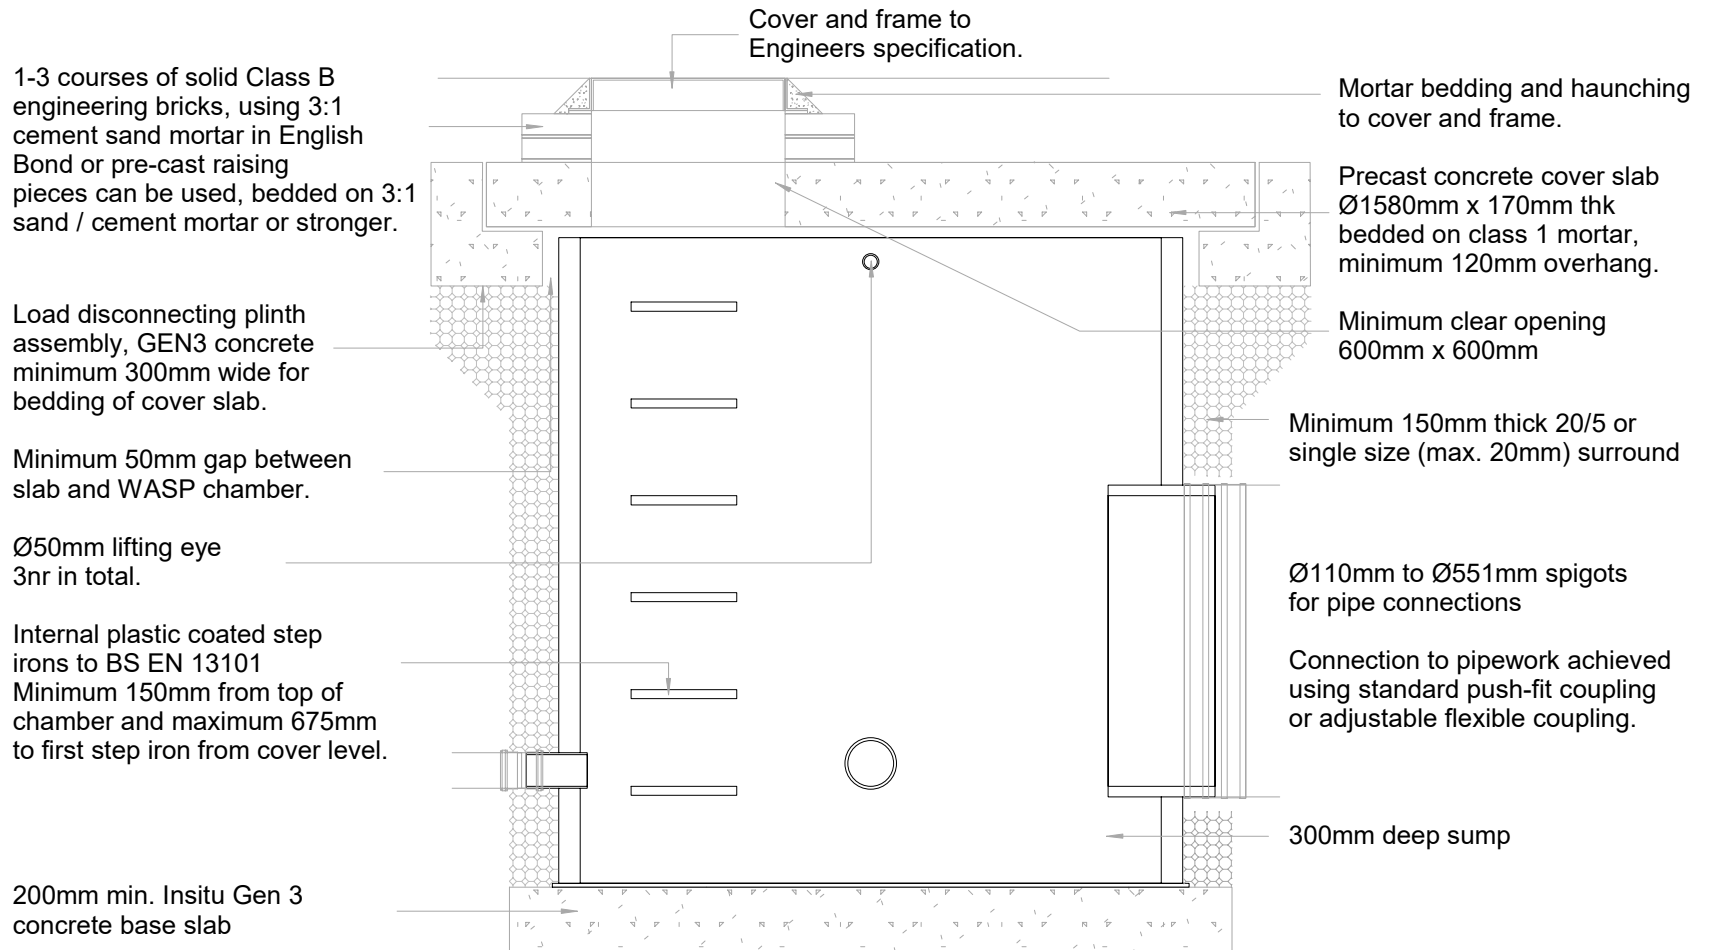 Cover and frame to
Engineers specification.
1-3 courses of solid Class B
engineering bricks, using 3:1
cement sand mortar in English
Bond or pre-cast raising
pieces can be used, bedded on 3:1
sand / cement mortar or stronger.
Load disconnecting plinth
assembly, GEN3 concrete
minimum 300mm wide for
bedding of cover slab.
Minimum 50mm gap between
slab and WASP chamber.
Ø50mm lifting eye
3nr in total.
Internal plastic coated step
irons to BS EN 13101
Minimum 150mm from top of
chamber and maximum 675mm
to first step iron from cover level.
200mm min. Insitu Gen 3
concrete base slab
Mortar bedding and haunching
to cover and frame.
Precast concrete cover slab
Ø1580mm x 170mm thk
bedded on class 1 mortar,
minimum 120mm overhang.
Minimum clear opening
600mm x 600mm
Minimum 150mm thick 20/5 or
single size (max. 20mm) surround
Ø110mm to Ø551mm spigots
for pipe connections
Connection to pipework achieved
using standard push-fit coupling
or adjustable flexible coupling.
300mm deep sump